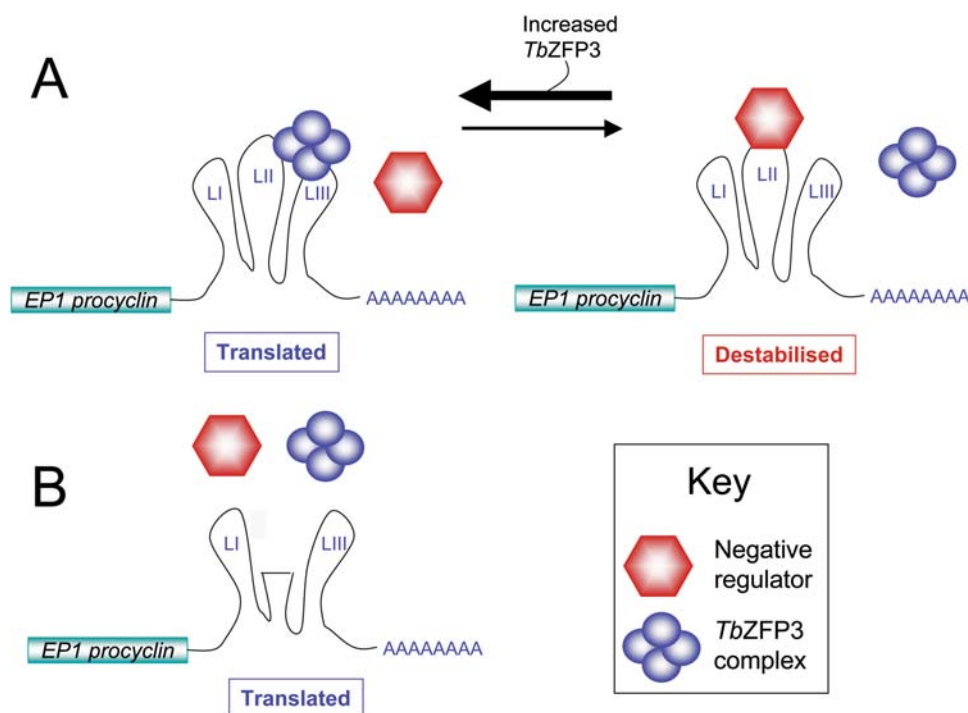 A
Increased
TbZFP3
LI
LII
LIII
EP1 procyclin
AAAAAAAA
Translated
LI
LII
LIII
EP1 procyclin
AAAAAAAA
Destabilised
B
LI
LIII
EP1 procyclin
AAAAAAAA
Translated
Key
Negative
regulator
TbZFP3
complex